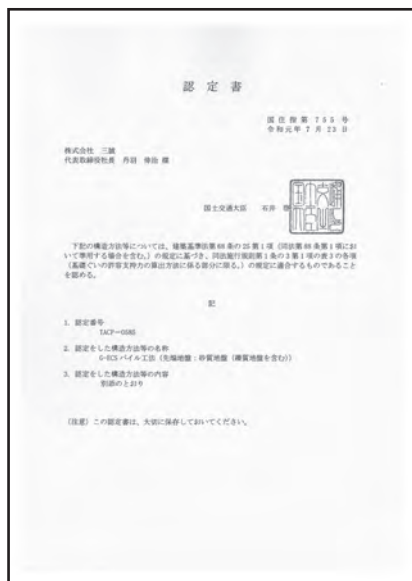 認定書
国住指第755号
令和元年7月23日
株式会社 三誠
代表取締役社長 丹羽 様
国土交通大臣 石井 啓
下記の構造方法等については、建築基準法第68条の25第1項(同法第88条第1項にお
いて準用する場合を含む。)の規定に基づき、同法施行規則第1条の3第1項の表3の各項
(基礎ぐいの許容支持力の算出方法に係る部分に限る。)の規定に適合するものであること
を認める。
記
1. 認定番号
TACP-
2. 認定をした構造方法等の名称
G-ECSパイル工法(先端地盤:砂質地盤(礫質地盤を含む))
3. 認定をした構造方法等の内容
別添のとおり
(注意)この認定書は、大切に保存しておいてください。